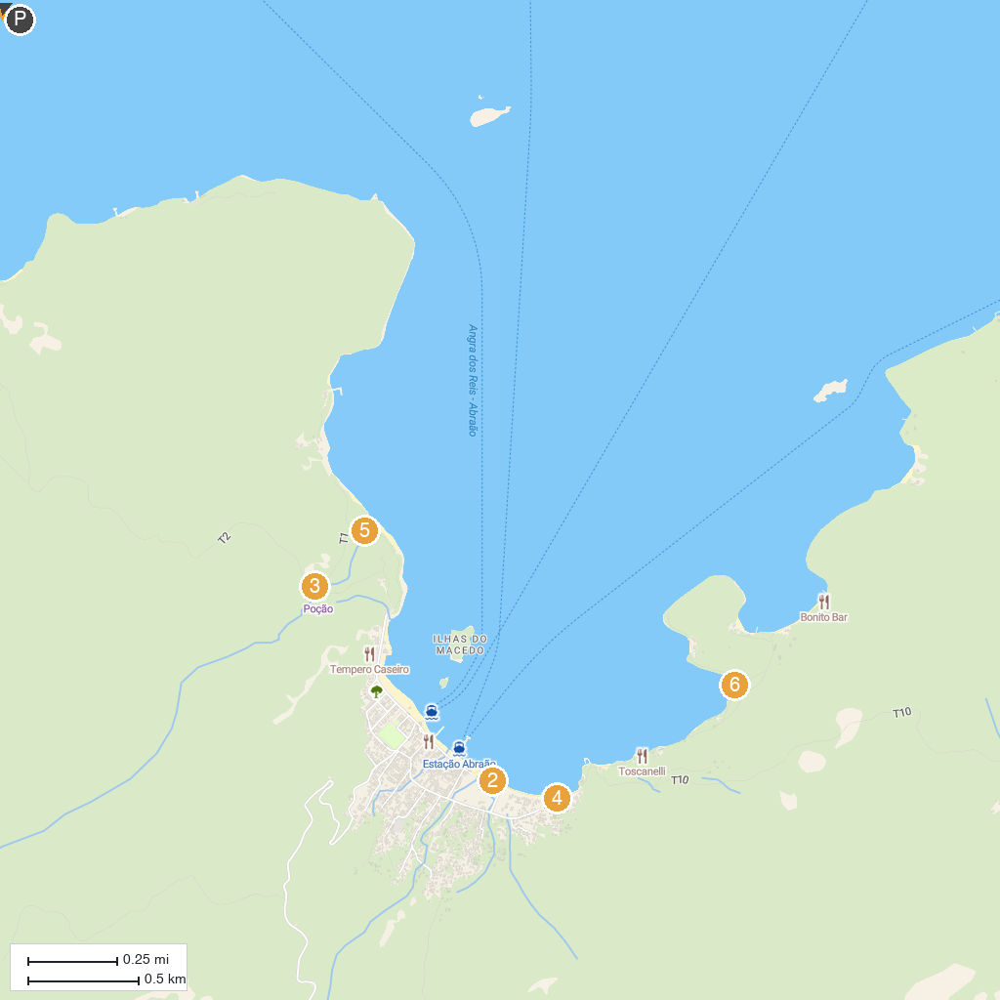 P
Angra dos Reis - Abraão
T2
T1
5
3
Poção
Bonito Bar
ILHAS DO
MACEDO
Tempero Caseiro
6
T10
Estação Abraão
Toscanelli
T10
2
4
0.25 mi
0.5 km